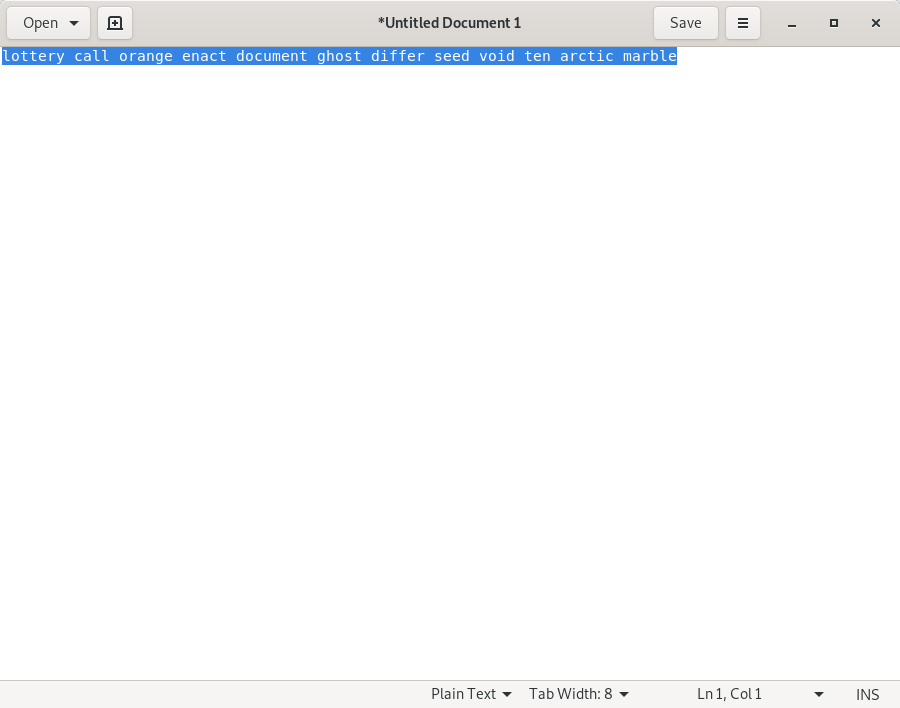 Open
*Untitled Document 1
Save
lottery call orange enact document ghost differ seed void ten arctic marble
Plain Text
Tab Width: 8
Ln 1, Col 1
INS